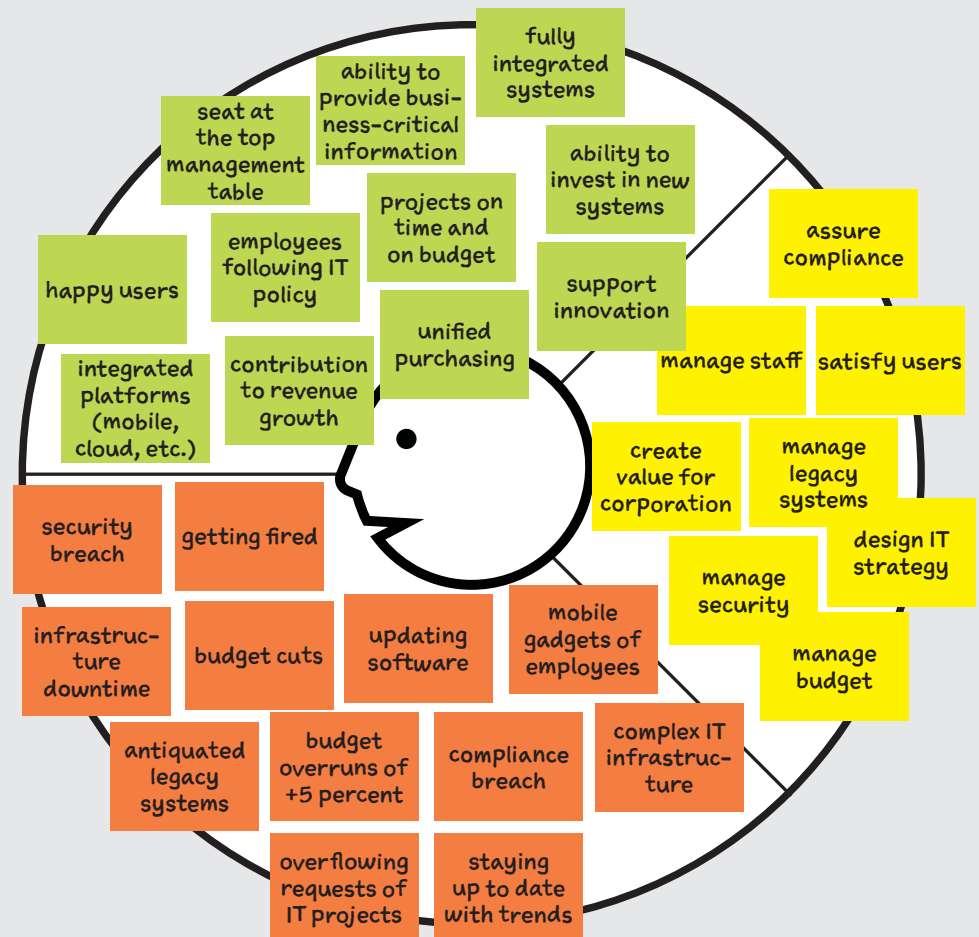 fully
integrated
systems
ability to
provide busi-
ness-critical
information
seat at
the top
management
table
ability to
invest in new
systems
projects on
time and
on budget
employees
following IT
policy
happy users
support
innovation
unified
purchasing
contribution
to revenue
growth
integrated
platforms
(mobile,
cloud, etc.)
assure
compliance
manage staff
satisfy users
create
value for
corporation
manage
legacy
systems
design IT
strategy
manage
security
manage
budget
security
breach
getting fired
infrastruc-
ture
downtime
budget cuts
updating
software
mobile
gadgets of
employees
antiquated
legacy
systems
budget
overruns of
+5 percent
compliance
breach
complex IT
infrastruc-
ture
overflowing
requests of
IT projects
staying
up to date
with trends